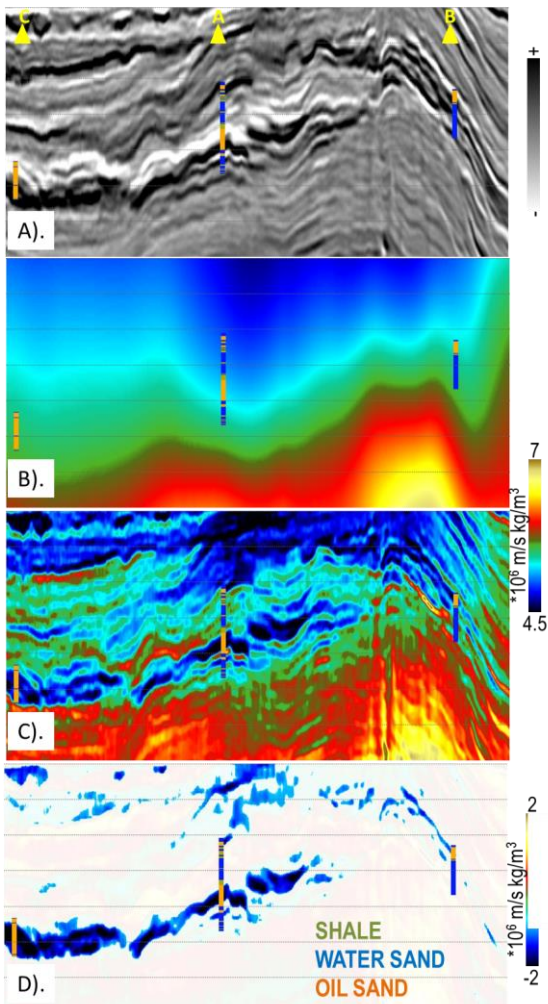 C A B
+
-
A).
B).
7
*10⁶ m/s kg/m³
4.5
C).
2
*10⁶ m/s kg/m³
-2
SHALE
WATER SAND
OIL SAND
D).